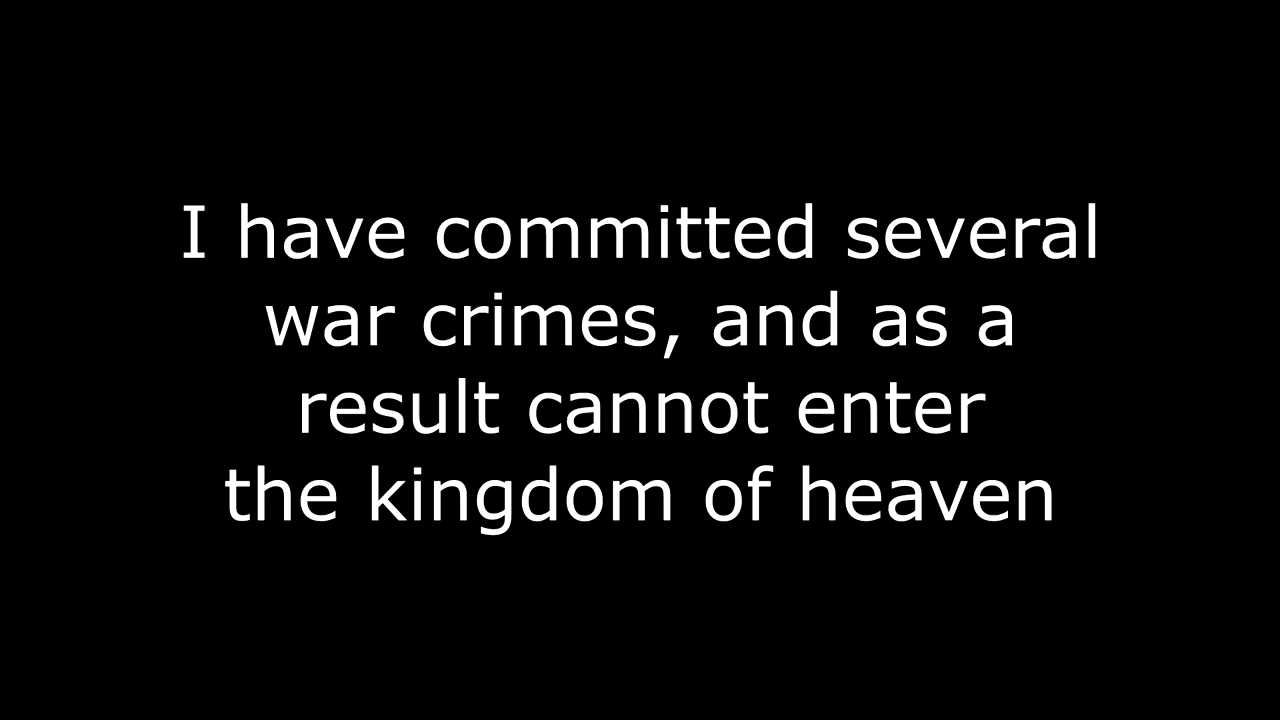 I have committed several
war crimes, and as a
result cannot enter
the kingdom of heaven